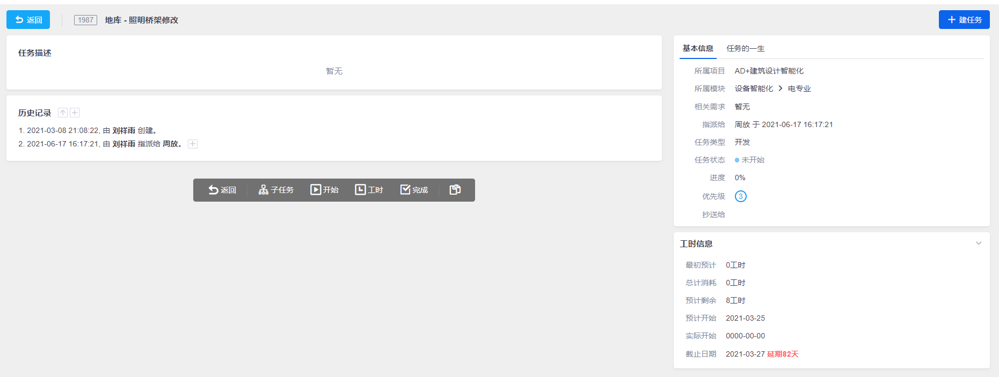 返回
1987 地库 - 照明桥架修改
建任务
任务描述
暂无
历史记录
1. 2021-03-08 21:08:22, 由 刘祥雨 创建。
2. 2021-06-17 16:17:21, 由 刘祥雨 指派给 周放。
返回 子任务 开始 工时 完成
基本信息 任务的一生
所属项目 AD+建筑设计智能化
所属模块 设备智能化 > 电专业
相关需求 暂无
指派给 周放 于 2021-06-17 16:17:21
任务类型 开发
任务状态 未开始
进度 0%
优先级 3
抄送给
工时信息
最初预计 0工时
总计消耗 0工时
预计剩余 8工时
预计开始 2021-03-25
实际开始 0000-00-00
截止日期 2021-03-27 延期82天